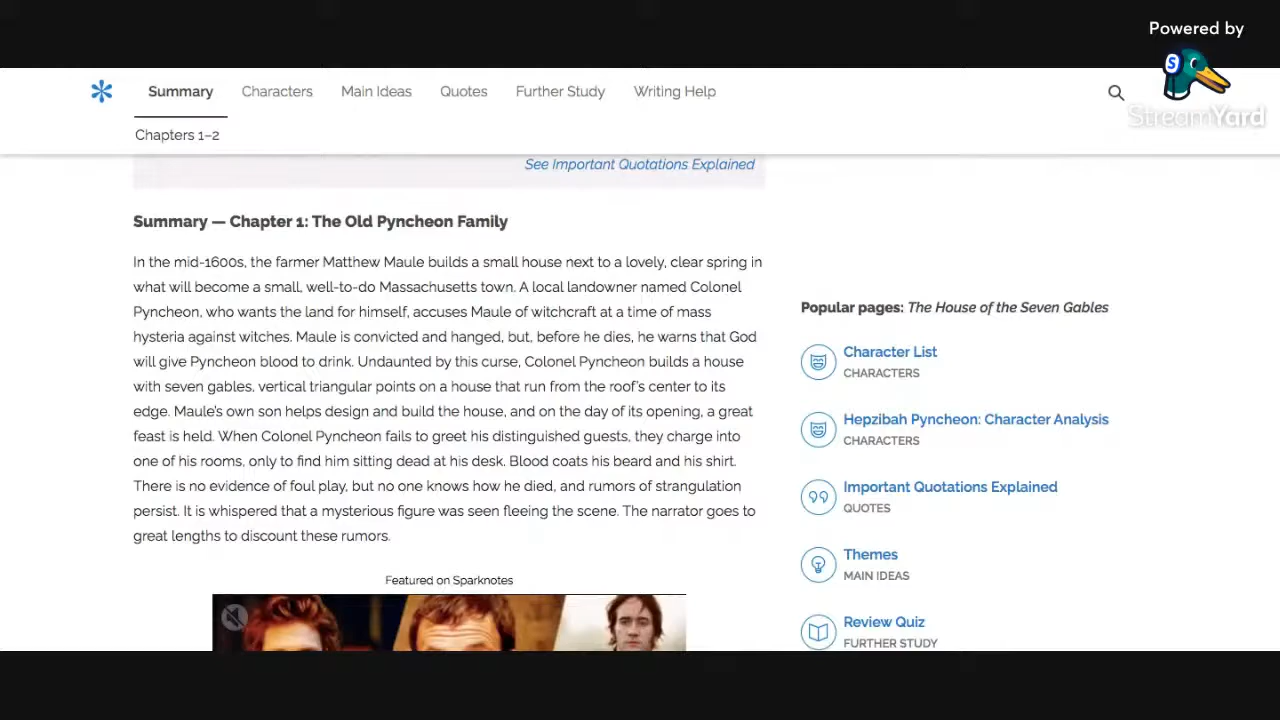 Powered by
StreamYard
Summary Characters Main Ideas Quotes Further Study Writing Help
Chapters 1–2
See Important Quotations Explained
Summary — Chapter 1: The Old Pyncheon Family
In the mid-1600s, the farmer Matthew Maule builds a small house next to a lovely, clear spring in
what will become a small, well-to-do Massachusetts town. A local landowner named Colonel
Pyncheon, who wants the land for himself, accuses Maule of witchcraft at a time of mass
hysteria against witches. Maule is convicted and hanged, but, before he dies, he warns that God
will give Pyncheon blood to drink. Undaunted by this curse, Colonel Pyncheon builds a house
with seven gables, vertical triangular points on a house that run from the roof's center to its
edge. Maule's own son helps design and build the house, and on the day of its opening, a great
feast is held. When Colonel Pyncheon fails to greet his distinguished guests, they charge into
one of his rooms, only to find him sitting dead at his desk. Blood coats his beard and his shirt.
There is no evidence of foul play, but no one knows how he died, and rumors of strangulation
persist. It is whispered that a mysterious figure was seen fleeing the scene. The narrator goes to
great lengths to discount these rumors.
Featured on Sparknotes
Popular pages: The House of the Seven Gables
Character List
CHARACTERS
Hepzibah Pyncheon: Character Analysis
CHARACTERS
Important Quotations Explained
QUOTES
Themes
MAIN IDEAS
Review Quiz
FURTHER STUDY